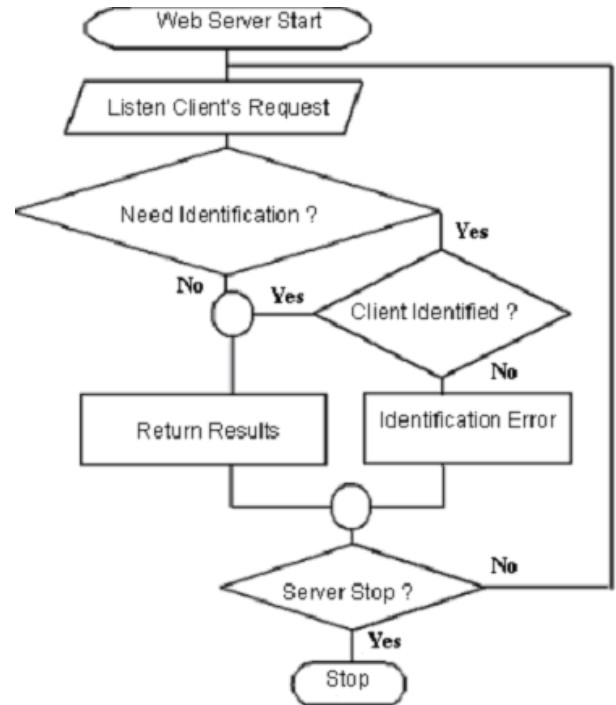 Web Server Start
Listen Client's Request
Need Identification ?
Yes
No
Yes
Client Identified ?
No
Return Results
Identification Error
No
Server Stop ?
Yes
Stop